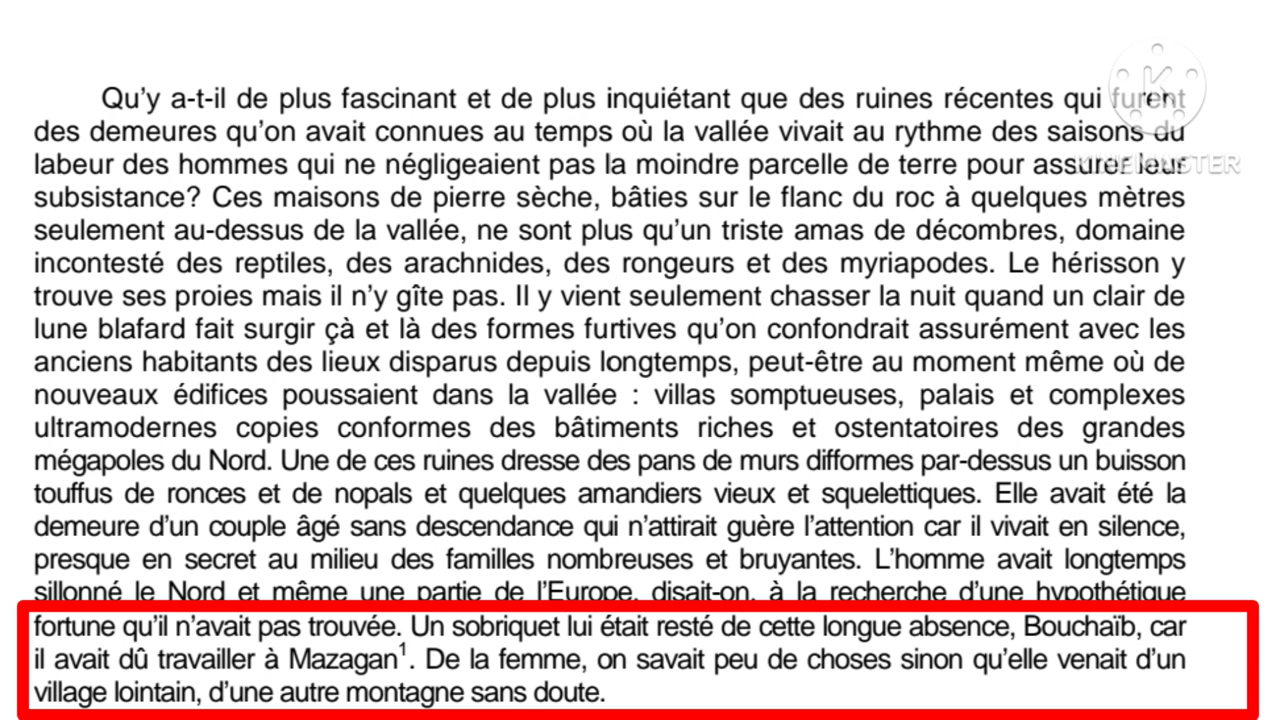 Qu'y a-t-il de plus fascinant et de plus inquiétant que des ruines récentes qui furent
des demeures qu'on avait connues au temps où la vallée vivait au rythme des saisons du
labeur des hommes qui ne négligeaient pas la moindre parcelle de terre pour assurer leur
subsistance? Ces maisons de pierre sèche, bâties sur le flanc du roc à quelques mètres
seulement au-dessus de la vallée, ne sont plus qu'un triste amas de décombres, domaine
incontesté des reptiles, des arachnides, des rongeurs et des myriapodes. Le hérisson y
trouve ses proies mais il n'y gîte pas. Il y vient seulement chasser la nuit quand un clair de
lune blafard fait surgir çà et là des formes furtives qu'on confondrait assurément avec les
anciens habitants des lieux disparus depuis longtemps, peut-être au moment même où de
nouveaux édifices poussaient dans la vallée : villas somptueuses, palais et complexes
ultramodernes copies conformes des bâtiments riches et ostentatoires des grandes
mégapoles du Nord. Une de ces ruines dresse des pans de murs difformes par-dessus un buisson
touffus de ronces et de nopals et quelques amandiers vieux et squelettiques. Elle avait été la
demeure d'un couple âgé sans descendance qui n'attirait guère l'attention car il vivait en silence,
presque en secret au milieu des familles nombreuses et bruyantes. L'homme avait longtemps
sillonné le Nord et même une partie de l'Europe, disait-on, à la recherche d'une hypothétique
fortune qu'il n'avait pas trouvée. Un sobriquet lui était resté de cette longue absence, Bouchaïb, car
il avait dû travailler à Mazagan¹. De la femme, on savait peu de choses sinon qu'elle venait d'un
village lointain, d'une autre montagne sans doute.
K
KINEMASTER